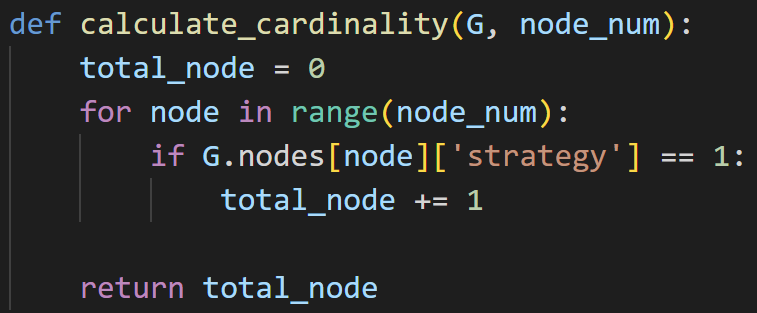 def calculate_cardinality(G, node_num):
    total_node = 0
    for node in range(node_num):
        if G.nodes[node]['strategy'] == 1:
            total_node += 1
    return total_node